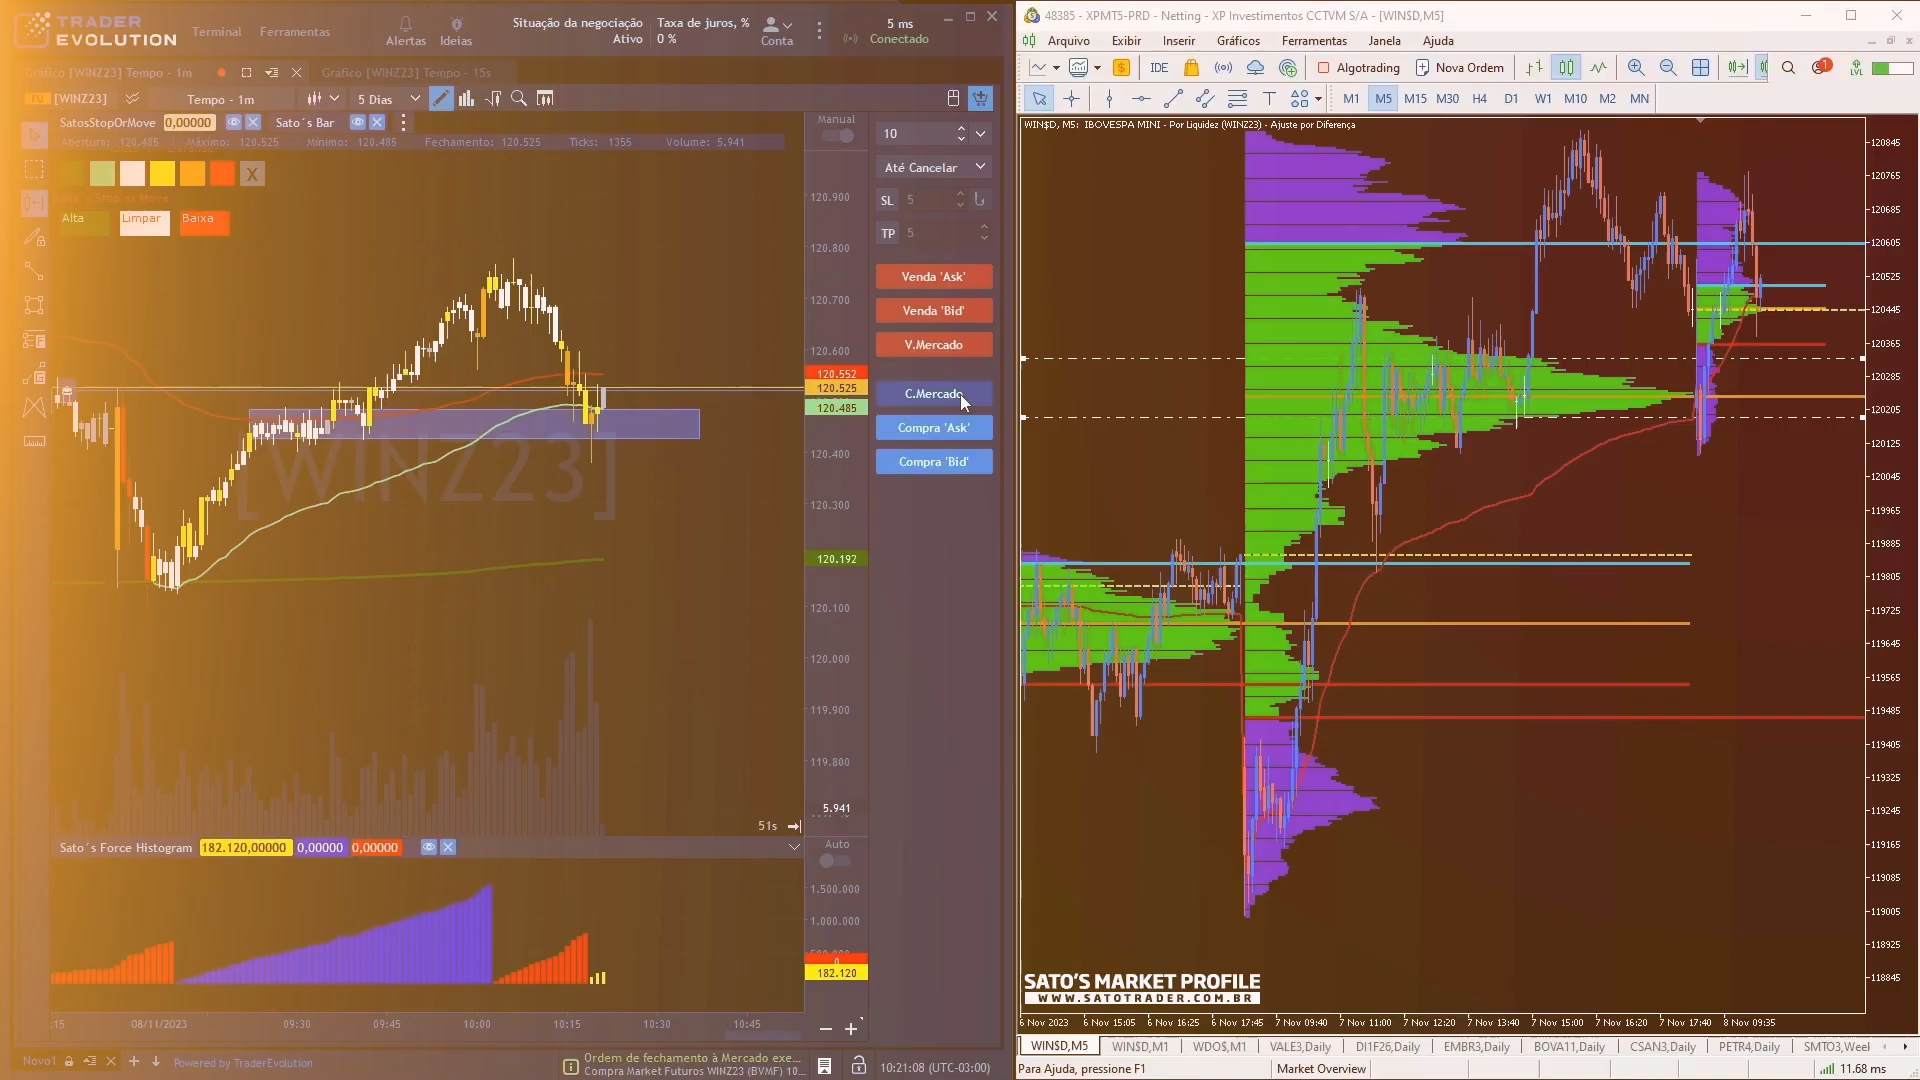 TRADER EVOLUTION
Terminal
Ferramentas
Alertas
Ideias
Situação da negociação
Ativo
Taxa de juros, %
0 %
Conta
5 ms
Conectado
Gráfico [WINZ23] Tempo - 1m
Gráfico [WINZ23] Tempo - 15s
FU [WINZ23]
Tempo - 1m
5 Dias
SatosStopOrMove 0,00000
Sato´s Bar
Abertura: 120.485 Máximo: 120.525 Mínimo: 120.485 Fechamento: 120.525 Ticks: 1355 Volume: 5.941
X
Alta
Limpar
Baixa
[WINZ23]
Manual
120.900
120.800
120.700
120.600
120.552
120.525
120.485
120.400
120.300
120.192
120.100
120.000
119.900
119.800
5.941
51s
10
Até Cancelar
SL 5
TP 5
Venda 'Ask'
Venda 'Bid'
V.Mercado
C.Mercado
Compra 'Ask'
Compra 'Bid'
Sato´s Force Histogram 182.120,00000 0,00000 0,00000
Auto
1.500.000
1.000.000
0
182.120
:15
08/11/2023
09:30
09:45
10:00
10:15
10:30
10:45
Novo1
Powered by TraderEvolution
Ordem de fechamento à Mercado exe...
Compra Market Futuros WINZ23 (BVMF) 10...
10:21:08 (UTC-03:00)
48385 - XPMT5-PRD - Netting - XP Investimentos CCTVM S/A - [WIN$D,M5]
Arquivo Exibir Inserir Gráficos Ferramentas Janela Ajuda
IDE
Algotrading
Nova Ordem
1
LVL
M1 M5 M15 M30 H4 D1 W1 M10 M2 MN
WIN$D, M5: IBOVESPA MINI - Por Liquidez (WINZ23) - Ajuste por Diferença
120845
120765
120685
120605
120525
120445
120365
120285
120205
120125
120045
119965
119885
119805
119725
119645
119565
119485
119405
119325
119245
119165
119085
119005
118925
118845
SATO'S MARKET PROFILE
WWW.SATOTRADER.COM.BR
6 Nov 2023
6 Nov 15:05
6 Nov 16:25
6 Nov 17:45
7 Nov 09:40
7 Nov 11:00
7 Nov 12:20
7 Nov 13:40
7 Nov 15:00
7 Nov 16:20
7 Nov 17:40
8 Nov 09:35
WIN$D,M5
WIN$D,M1
WDO$,M1
VALE3,Daily
DI1F26,Daily
EMBR3,Daily
BOVA11,Daily
CSAN3,Daily
PETR4,Daily
SMTO3,Weekl
Para Ajuda, pressione F1
Market Overview
11.68 ms